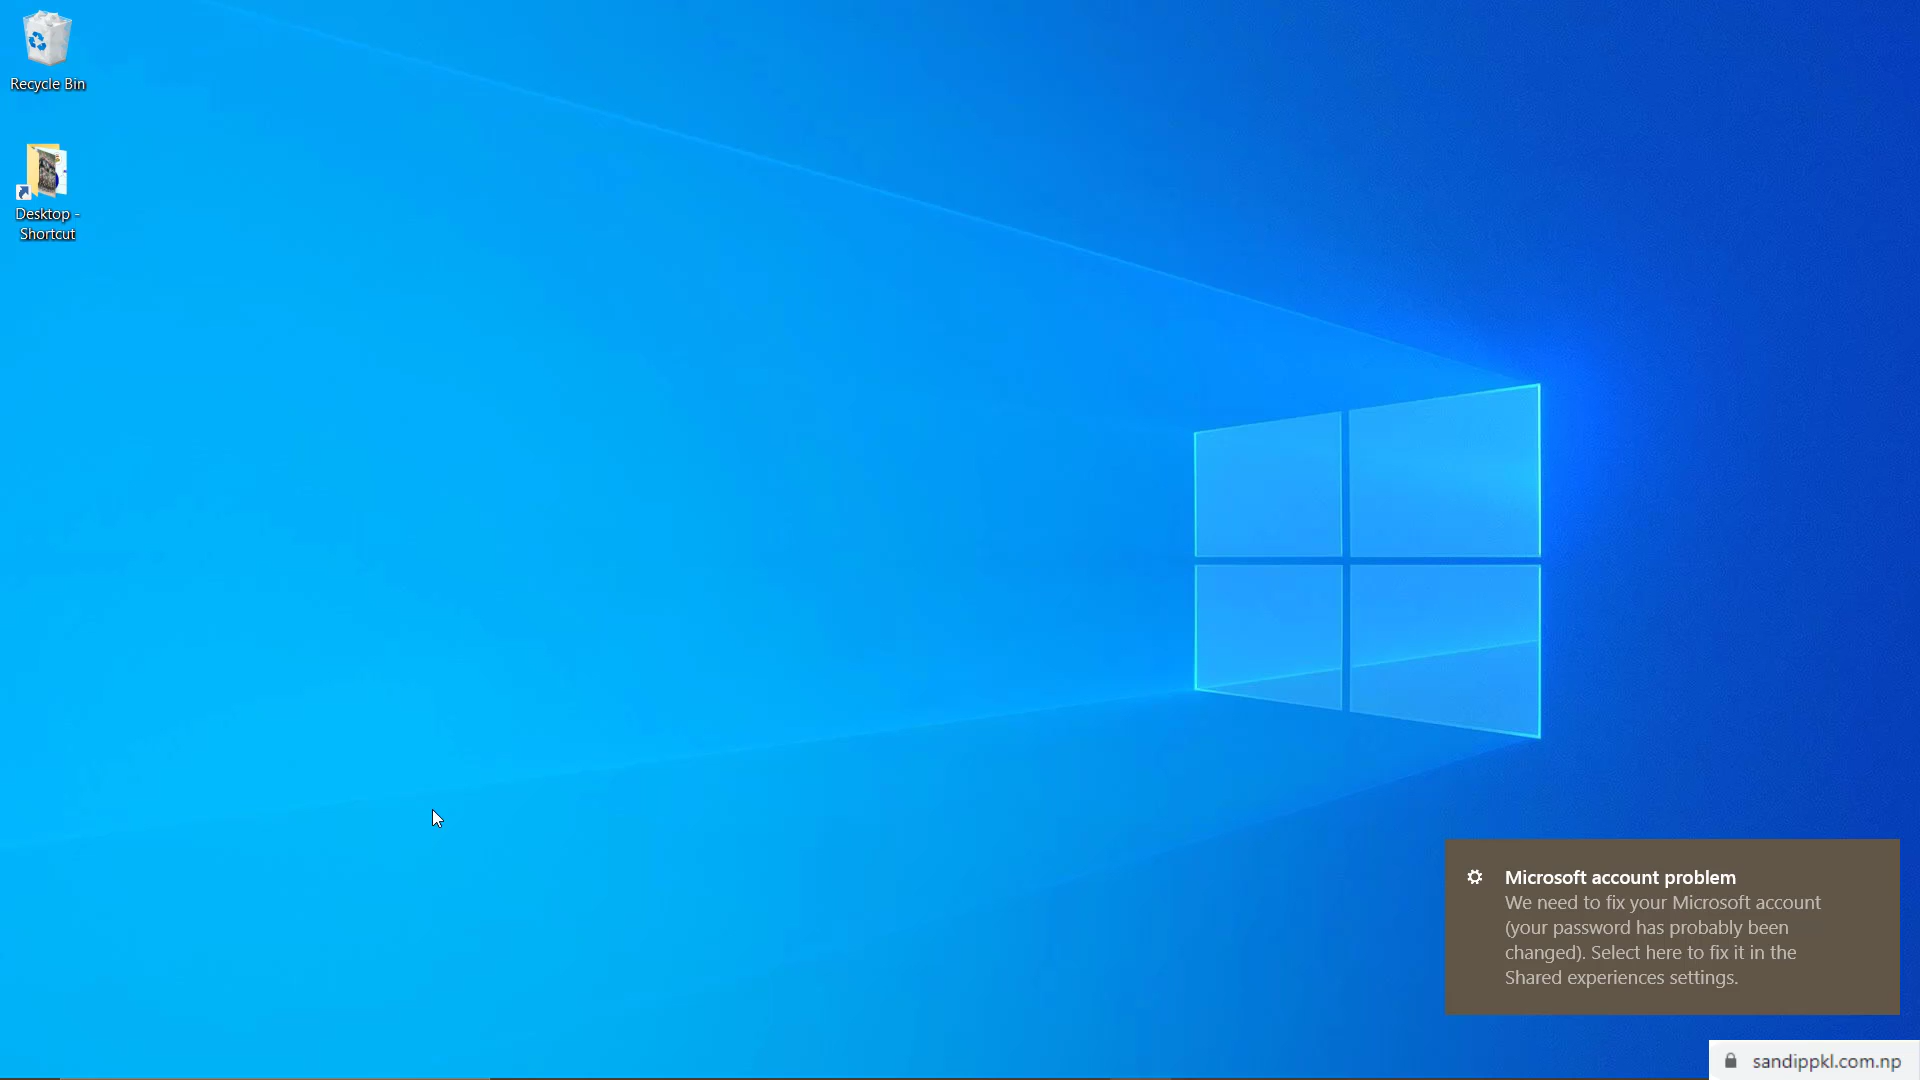 Recycle Bin
Desktop -
Shortcut
Microsoft account problem
We need to fix your Microsoft account
(your password has probably been
changed). Select here to fix it in the
Shared experiences settings.
sandippkl.com.np